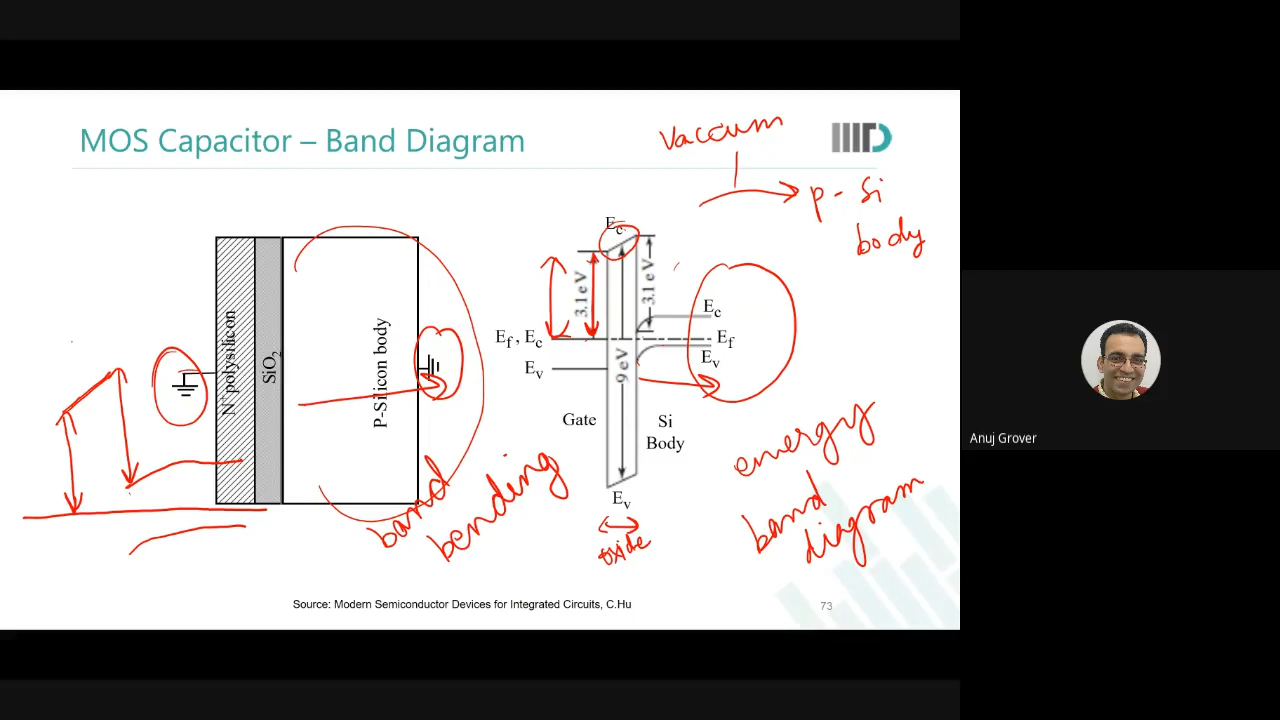 MOS Capacitor – Band Diagram
IIITD
Vaccum
p - Si
body
N+ polysilicon
SiO2
P-Silicon body
Ec
3.1 eV
3.1 eV
Ec
Ef , Ec
Ef
Ev
Ev
9 eV
Gate
Si
Body
Ev
oxide
band
bending
energy
band
diagram
Source: Modern Semiconductor Devices for Integrated Circuits, C.Hu
73
Anuj Grover